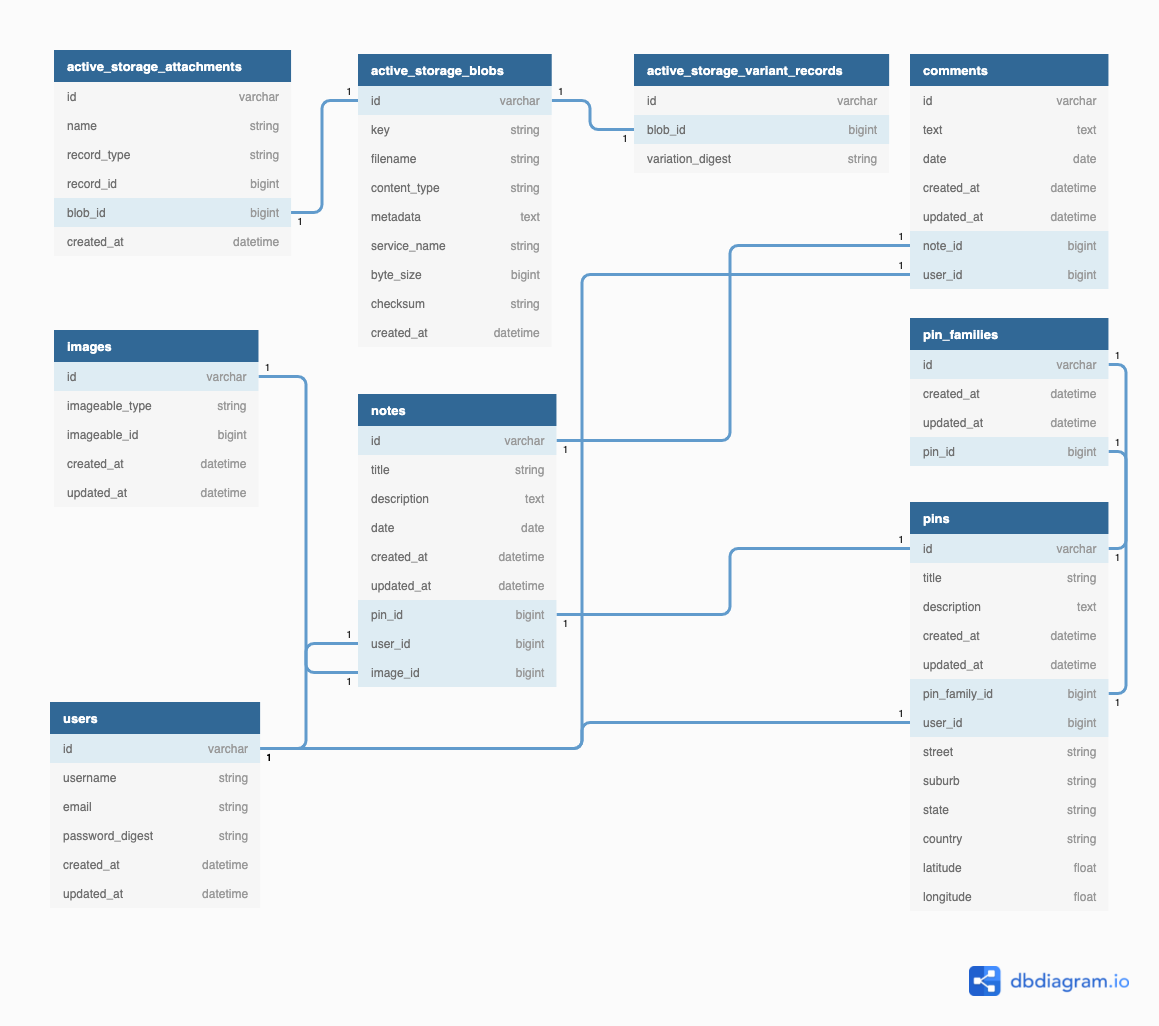 active_storage_attachments
id varchar
name string
record_type string
record_id bigint
blob_id bigint
created_at datetime
1
1
active_storage_blobs
id varchar
key string
filename string
content_type string
metadata text
service_name string
byte_size bigint
checksum string
created_at datetime
1
1
active_storage_variant_records
id varchar
blob_id bigint
variation_digest string
comments
id varchar
text text
date date
created_at datetime
updated_at datetime
1
note_id bigint
1
user_id bigint
images
id varchar
imageable_type string
imageable_id bigint
created_at datetime
updated_at datetime
1
notes
id varchar
title string
description text
date date
created_at datetime
updated_at datetime
pin_id bigint
user_id bigint
image_id bigint
1
1
1
1
pin_families
id varchar
created_at datetime
updated_at datetime
pin_id bigint
1
1
users
id varchar
username string
email string
password_digest string
created_at datetime
updated_at datetime
1
pins
1
id varchar
1
title string
description text
created_at datetime
updated_at datetime
pin_family_id bigint
1
1
user_id bigint
street string
suburb string
state string
country string
latitude float
longitude float
dbdiagram.io